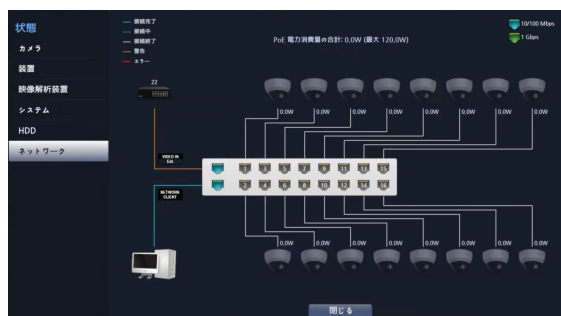 状態
カメラ
装置
映像解析装置
システム
HDD
ネットワーク
接続完了
接続中
接続終了
警告
エラー
PoE 電力消費量の合計: 0,0W (最大 120,0W)
10/100 Mbps
1 Gbps
22
0,0W 0,0W 0,0W 0,0W 0,0W 0,0W 0,0W 0,0W
VIDEO IN
Ext.
1 3 5 7 9 11 13 15
NETWORK
CLIENT
2 4 6 8 10 12 14 16
0,0W 0,0W 0,0W 0,0W 0,0W 0,0W 0,0W 0,0W
閉じる